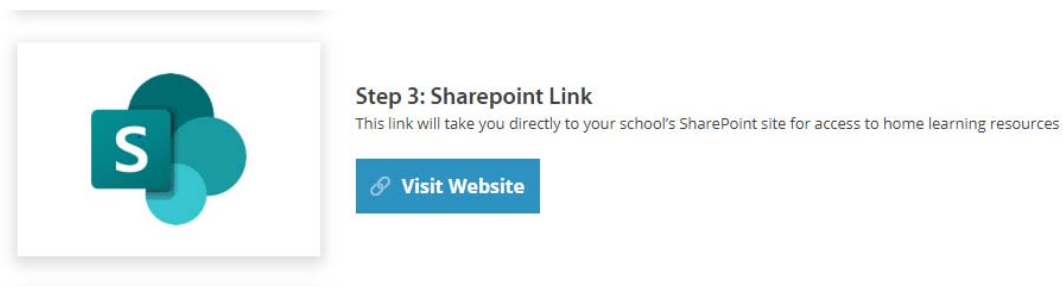 S
Step 3: Sharepoint Link
This link will take you directly to your school's SharePoint site for access to home learning resources
Visit Website